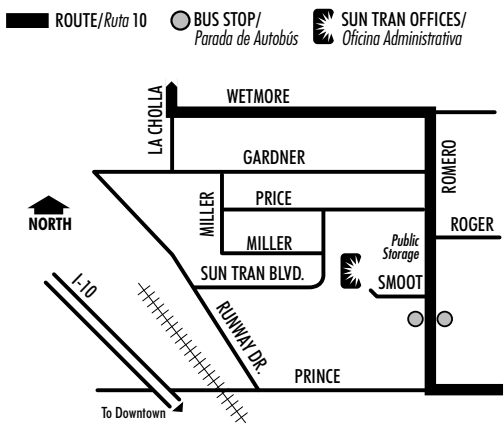 ROUTE/Ruta 10
BUS STOP/
Parada de Autobús
SUN TRAN OFFICES/
Oficina Administrativa
WETMORE
LA CHOLLA
GARDNER
ROMERO
MILLER
PRICE
NORTH
ROGER
MILLER
Public
Storage
SUN TRAN BLVD.
SMOOT
I-10
RUNWAY DR.
PRINCE
To Downtown